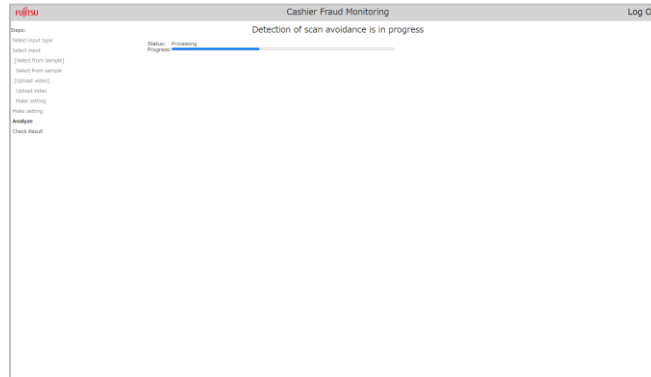 FUJITSU
Cashier Fraud Monitoring
Log O
Steps:
Detection of scan avoidance is in progress
Select input type
Select input
[Select from sample]
Select from sample
[Upload video]
Upload video
Make setting
Make setting
Analyze
Check Result
Status: Processing
Progress: